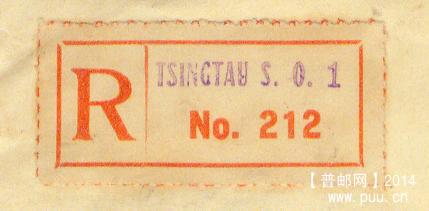 R
TSINGTAU S. O. 1
No. 212
【普邮网】2014
www.puu.cn